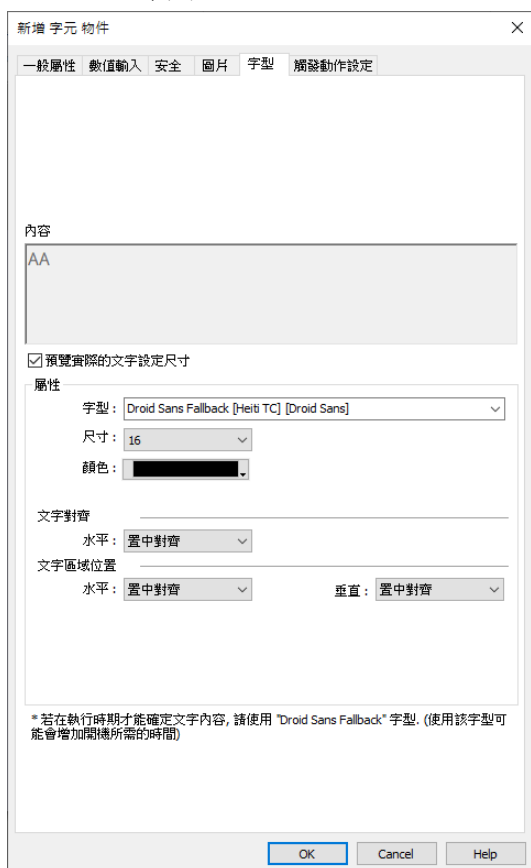 新增 字元 物件
一般屬性 數值輸入 安全 圖片 字型 觸發動作設定
內容
AA
預覽實際的文字設定尺寸
屬性
字型： Droid Sans Fallback [Heiti TC] [Droid Sans]
尺寸： 16
顏色：
文字對齊
水平： 置中對齊
文字區域位置
水平： 置中對齊 垂直： 置中對齊
* 若在執行時期才能確定文字內容, 請使用 "Droid Sans Fallback" 字型. (使用該字型可
能會增加開機所需的時間)
OK Cancel Help